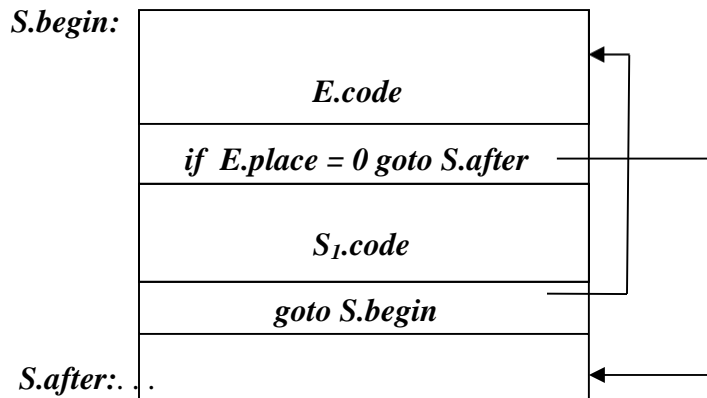 S.begin:
E.code
if E.place = 0 goto S.after
S₁.code
goto S.begin
S.after:. . .